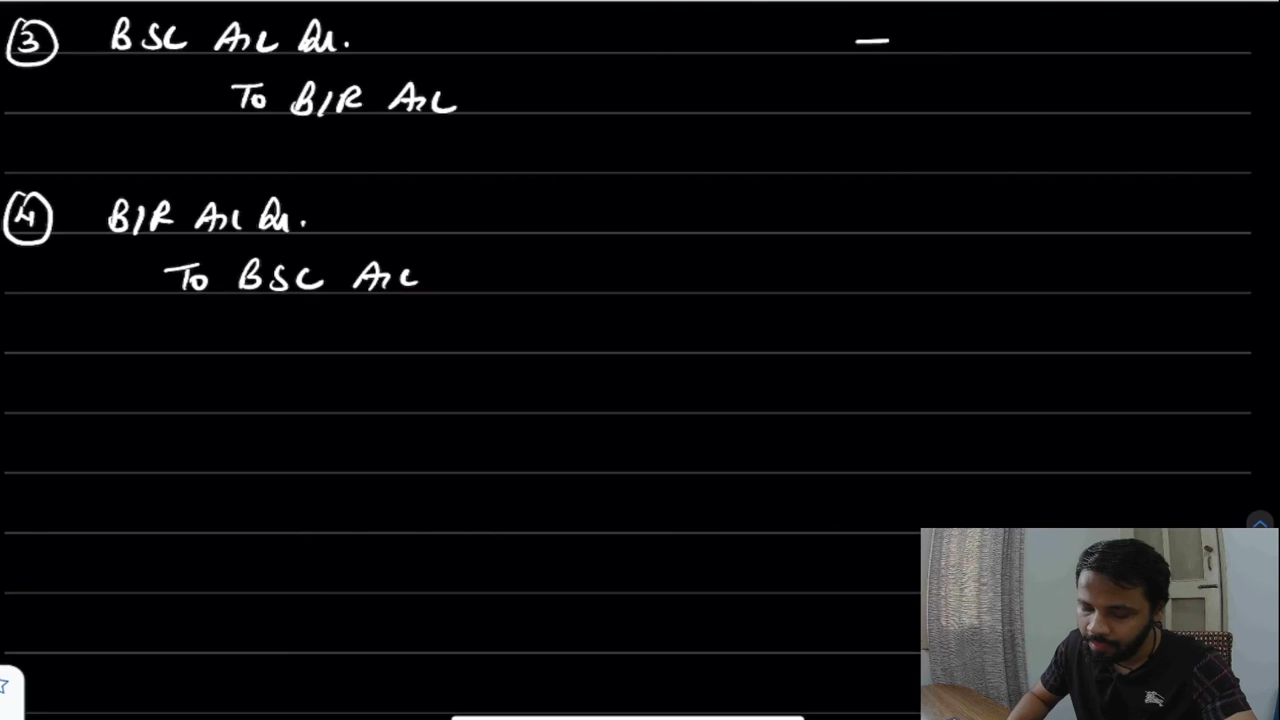 3 BSC A/c Dr. —
To B/R A/c
4 B/R A/c Dr.
To BSC A/c